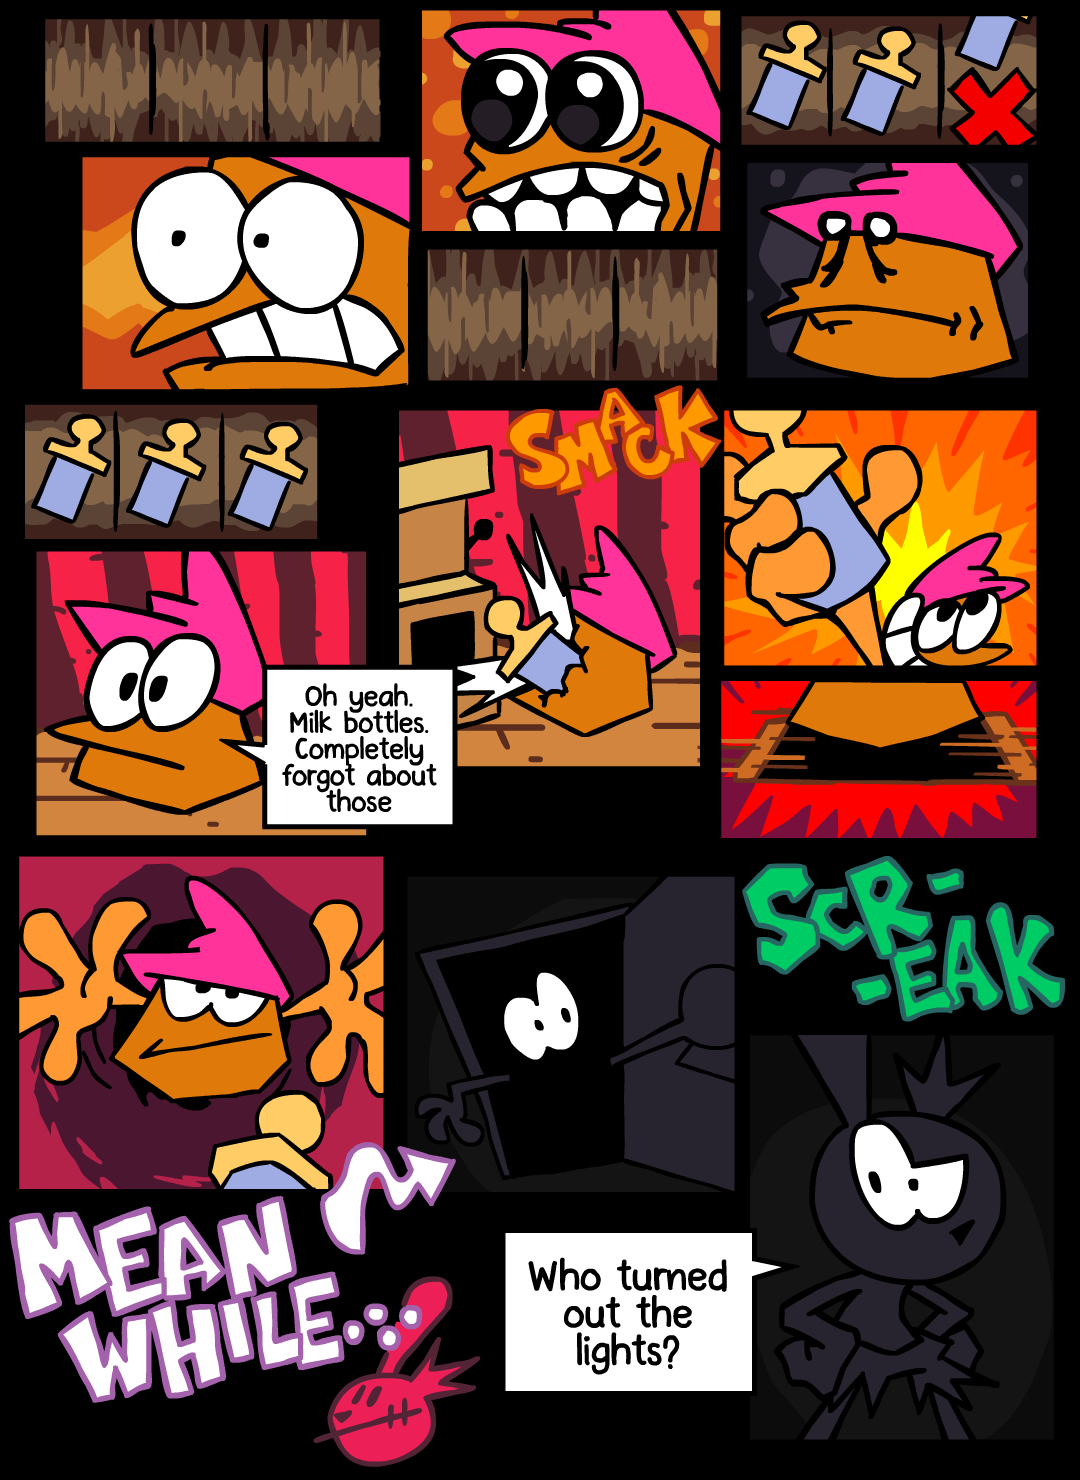 SMACK
Oh yeah.
Milk bottles.
Completely
forgot about
those
SCR-
-EAK
MEAN
WHILE...
Who turned
out the
lights?